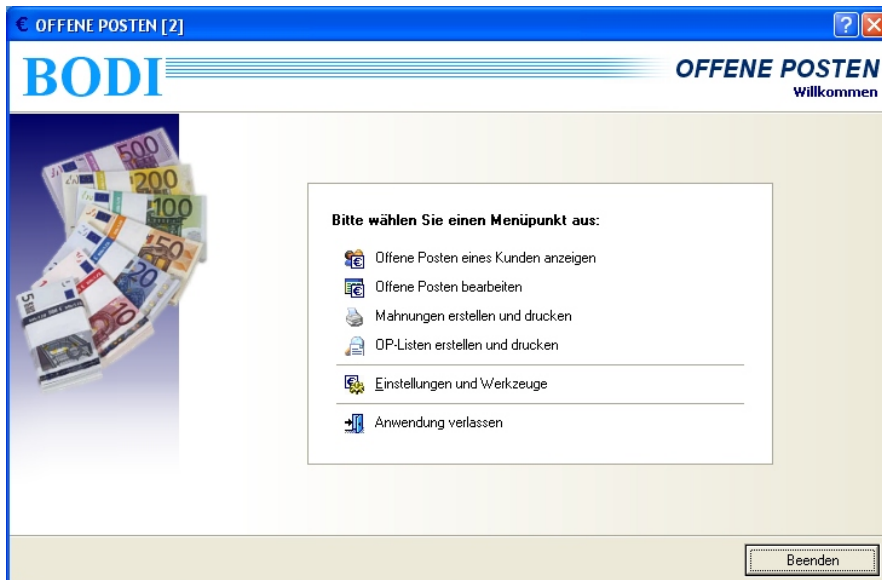 € OFFENE POSTEN [2]
BODI
OFFENE POSTEN
Willkommen
500
200
100
50
20
10
5
Bitte wählen Sie einen Menüpunkt aus:
Offene Posten eines Kunden anzeigen
Offene Posten bearbeiten
Mahnungen erstellen und drucken
OP-Listen erstellen und drucken
Einstellungen und Werkzeuge
Anwendung verlassen
Beenden